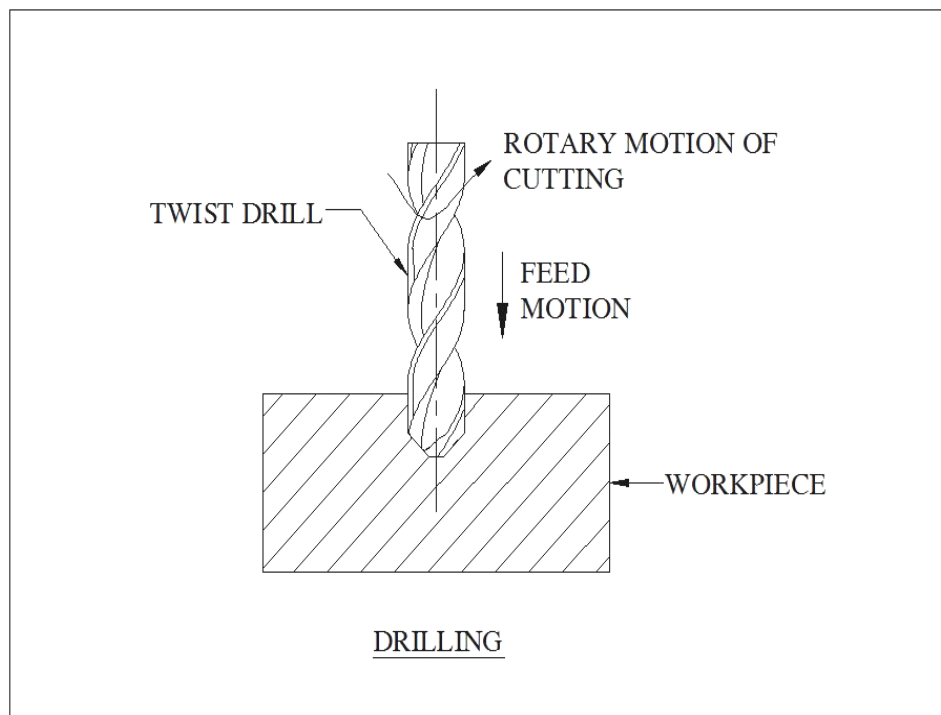 ROTARY MOTION OF
CUTTING
TWIST DRILL
FEED
MOTION
WORKPIECE
DRILLING